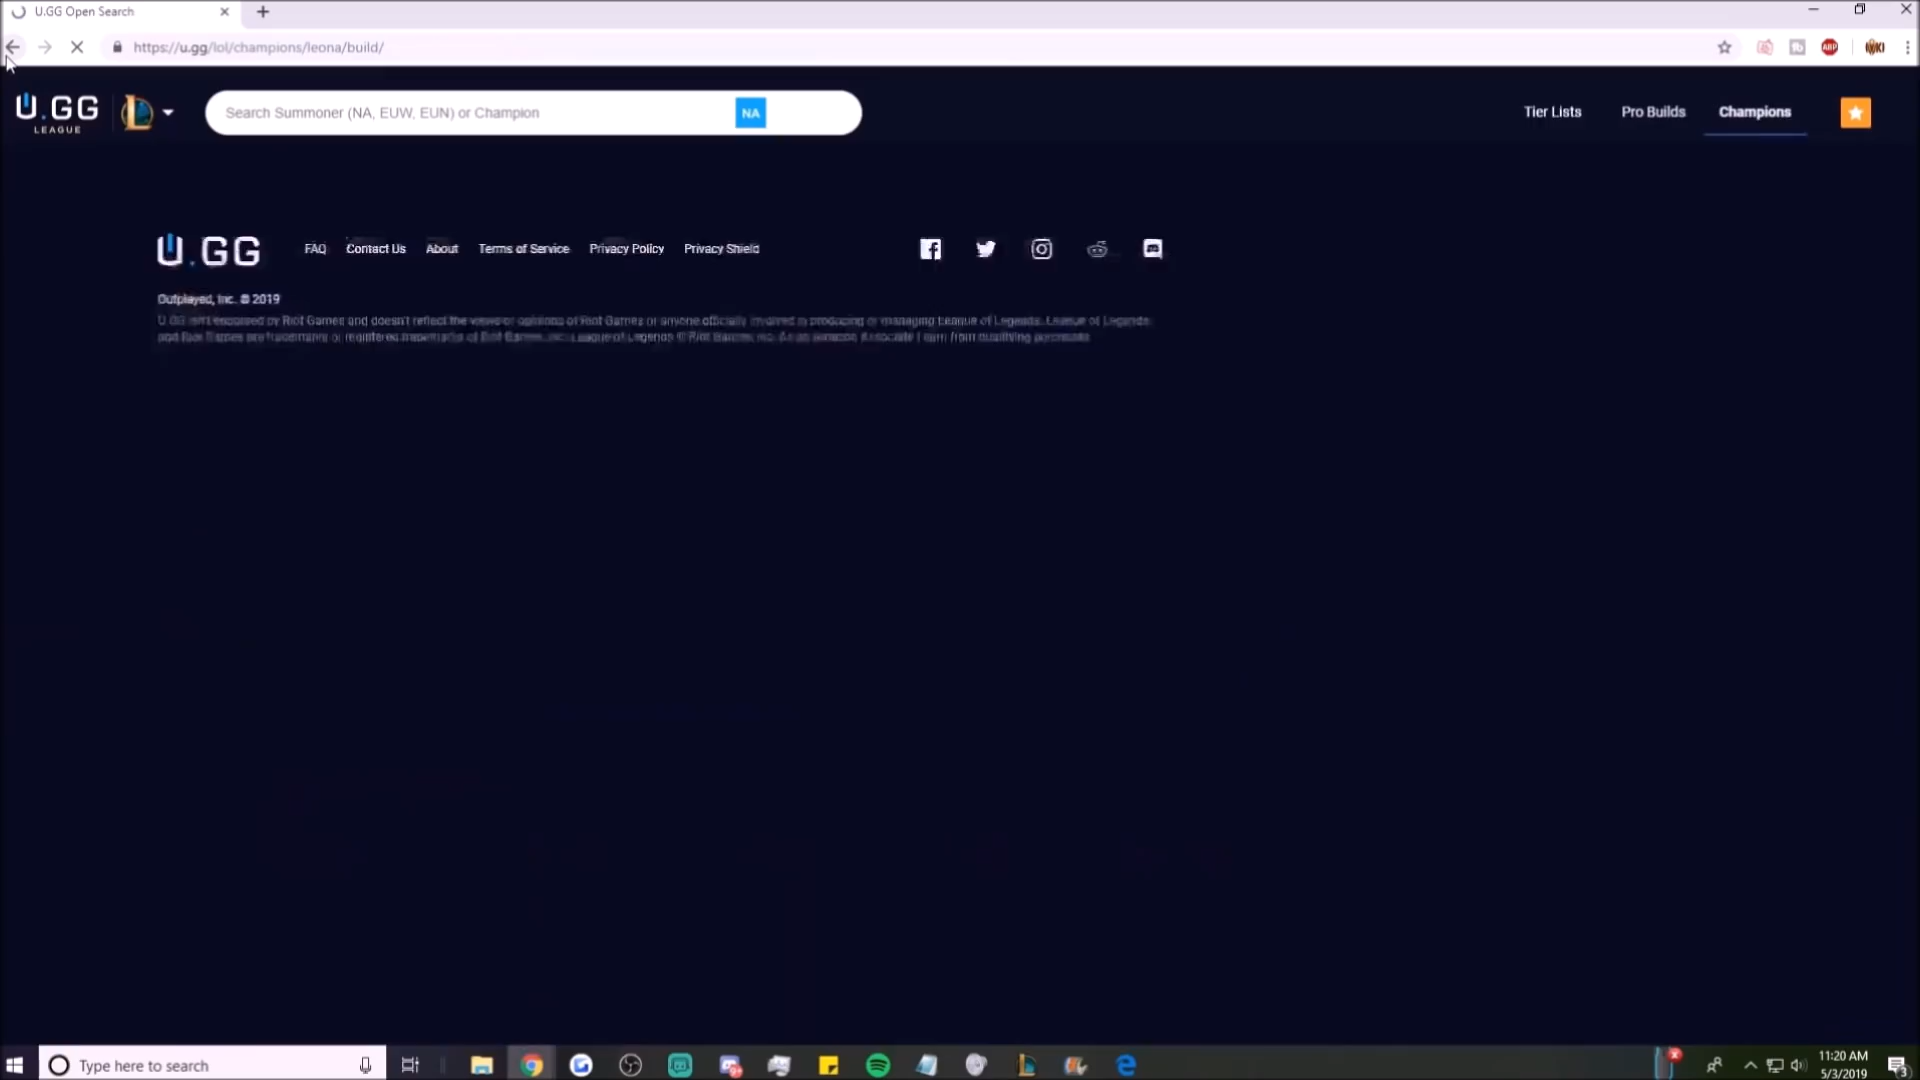 U.GG Open Search
https://u.gg/lol/champions/leona/build/
U.GG
LEAGUE
Search Summoner (NA, EUW, EUN) or Champion
NA
Tier Lists
Pro Builds
Champions
U.GG
FAQ
Contact Us
About
Terms of Service
Privacy Policy
Privacy Shield
Outplayed, Inc. © 2019
U.GG isn't endorsed by Riot Games and doesn't reflect the views or opinions of Riot Games or anyone officially involved in producing or managing League of Legends. League of Legends
and Riot Games are trademarks or registered trademarks of Riot Games, Inc. League of Legends © Riot Games, Inc. As an Amazon Associate I earn from qualifying purchases
ABP
Type here to search
11:20 AM
5/3/2019
3